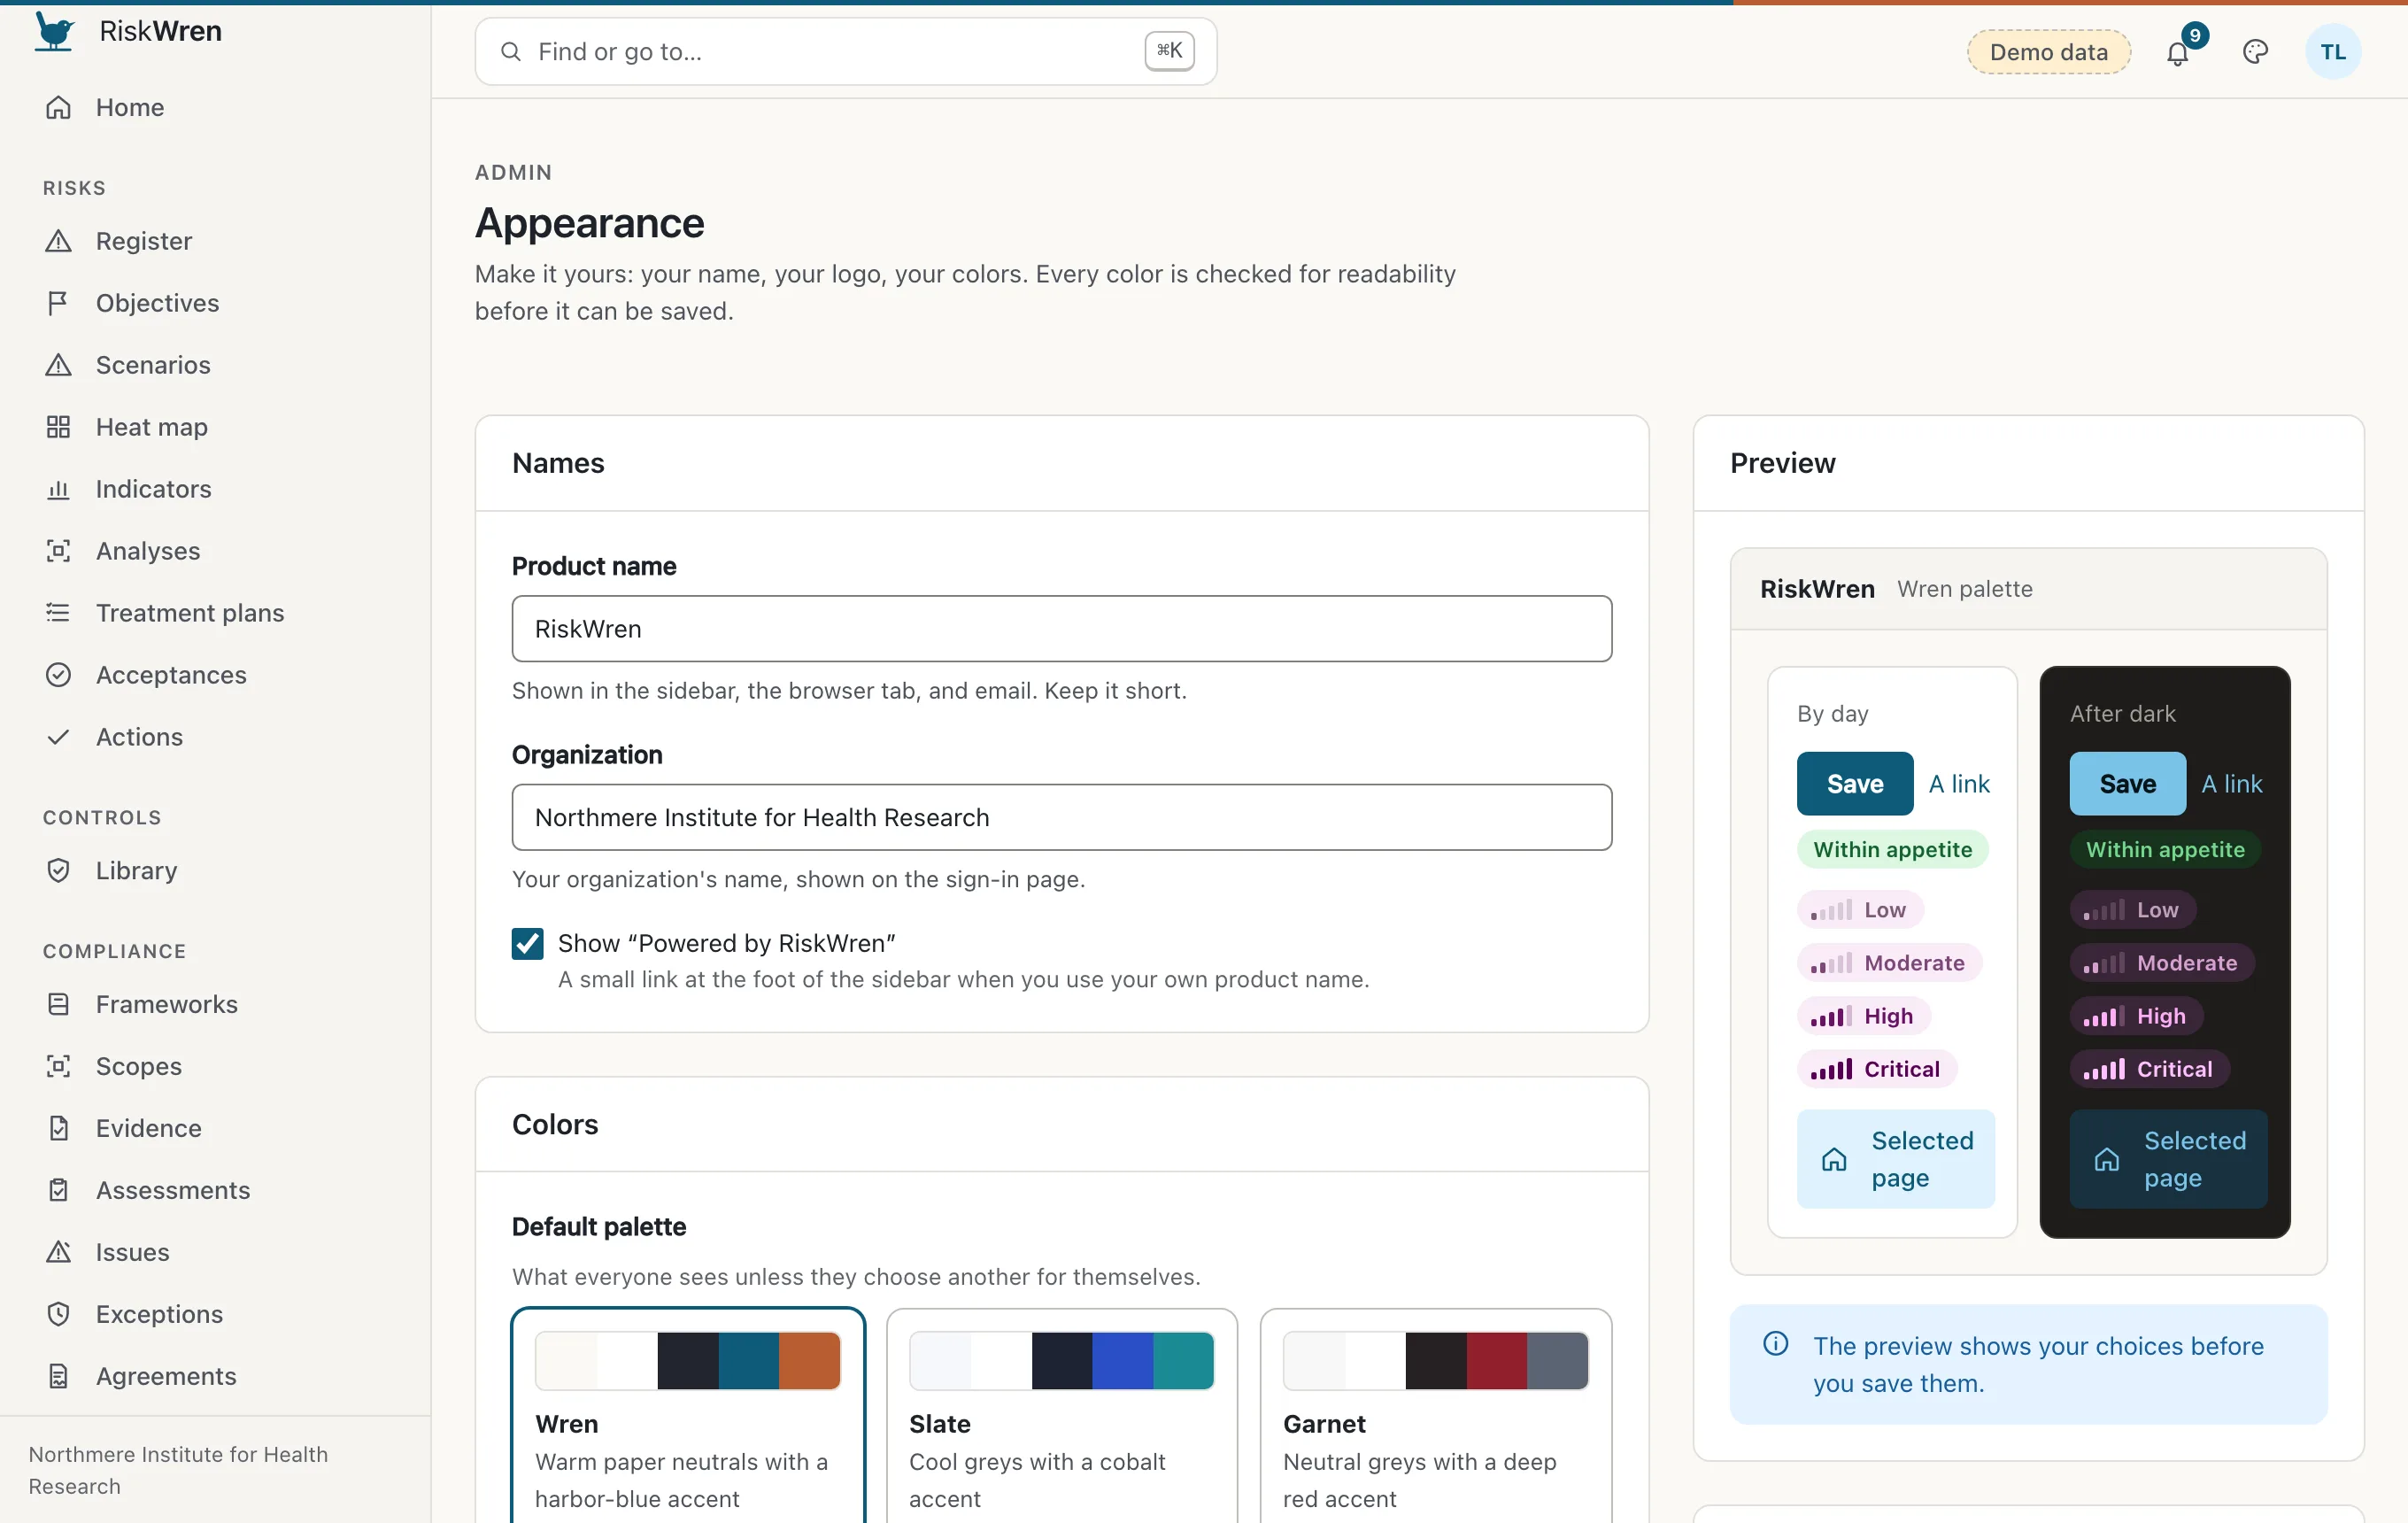 RiskWren
Find or go to...
⌘K
Demo data
9
TL
Home
RISKS
Register
Objectives
Scenarios
Heat map
Indicators
Analyses
Treatment plans
Acceptances
Actions
CONTROLS
Library
COMPLIANCE
Frameworks
Scopes
Evidence
Assessments
Issues
Exceptions
Agreements
Northmere Institute for Health
Research
ADMIN
Appearance
Make it yours: your name, your logo, your colors. Every color is checked for readability
before it can be saved.
Names
Product name
RiskWren
Shown in the sidebar, the browser tab, and email. Keep it short.
Organization
Northmere Institute for Health Research
Your organization's name, shown on the sign-in page.
Show “Powered by RiskWren”
A small link at the foot of the sidebar when you use your own product name.
Colors
Default palette
What everyone sees unless they choose another for themselves.
Wren
Warm paper neutrals with a
harbor-blue accent
Slate
Cool greys with a cobalt
accent
Garnet
Neutral greys with a deep
red accent
Preview
RiskWren Wren palette
By day
Save A link
Within appetite
Low
Moderate
High
Critical
Selected
page
After dark
Save A link
Within appetite
Low
Moderate
High
Critical
Selected
page
The preview shows your choices before
you save them.